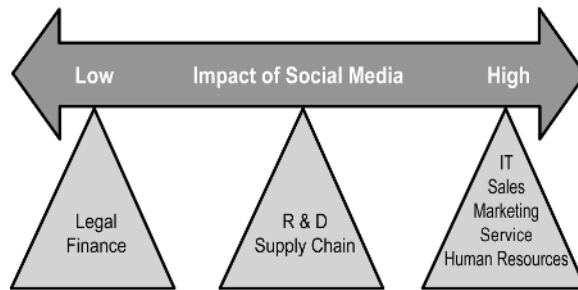 Low Impact of Social Media High
Legal
Finance
R & D
Supply Chain
IT
Sales
Marketing
Service
Human Resources